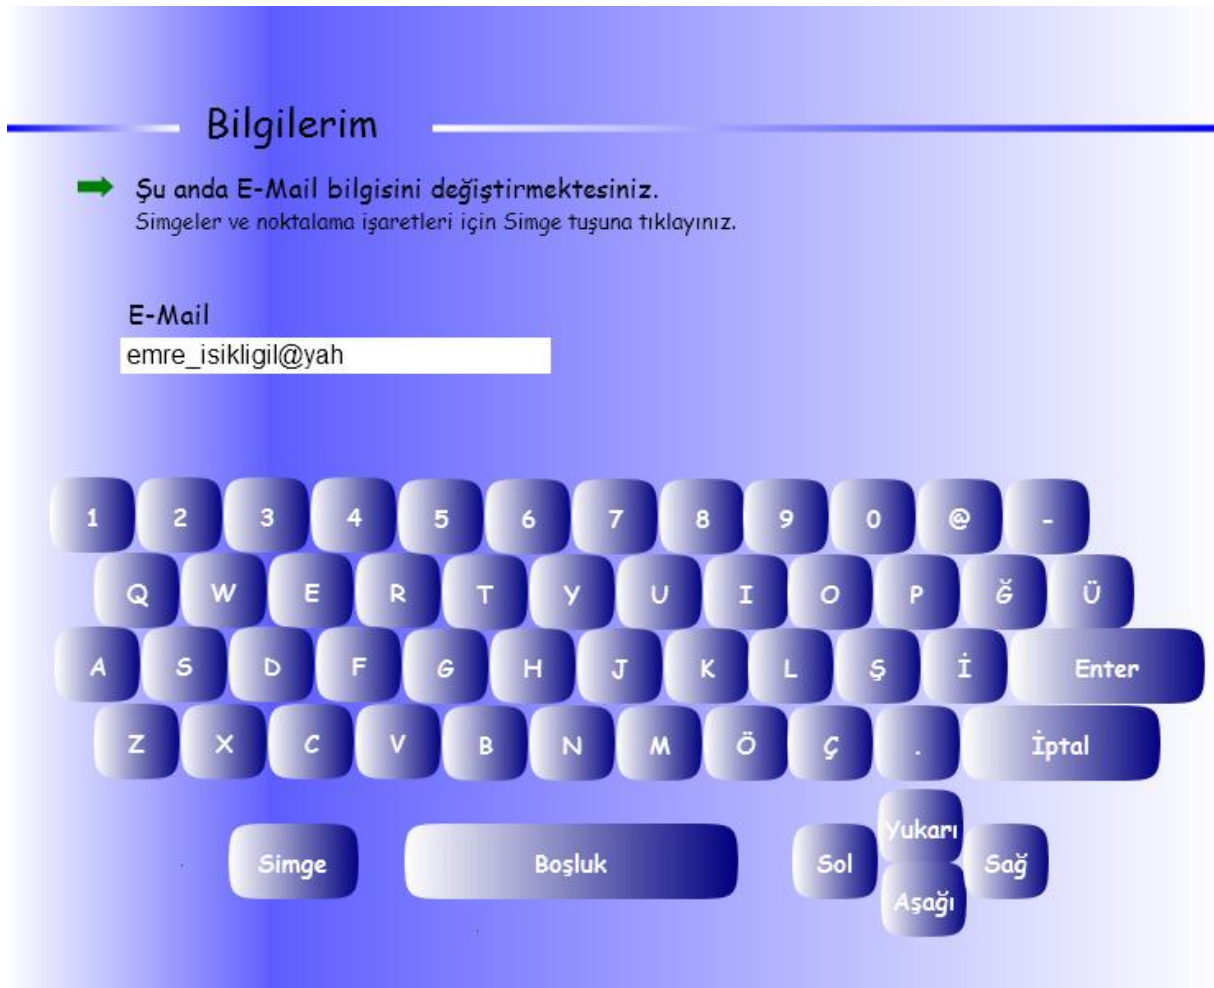 Bilgilerim
Şu anda E-Mail bilgisini değiştirmektesiniz.
Simgeler ve noktalama işaretleri için Simge tuşuna tıklayınız.
E-Mail
emre_isikligil@yah
1 2 3 4 5 6 7 8 9 0 @ -
Q W E R T Y U I O P Ğ Ü
A S D F G H J K L Ş İ Enter
Z X C V B N M Ö Ç . İptal
Yukarı
Simge Boşluk Sol Sağ
Aşağı